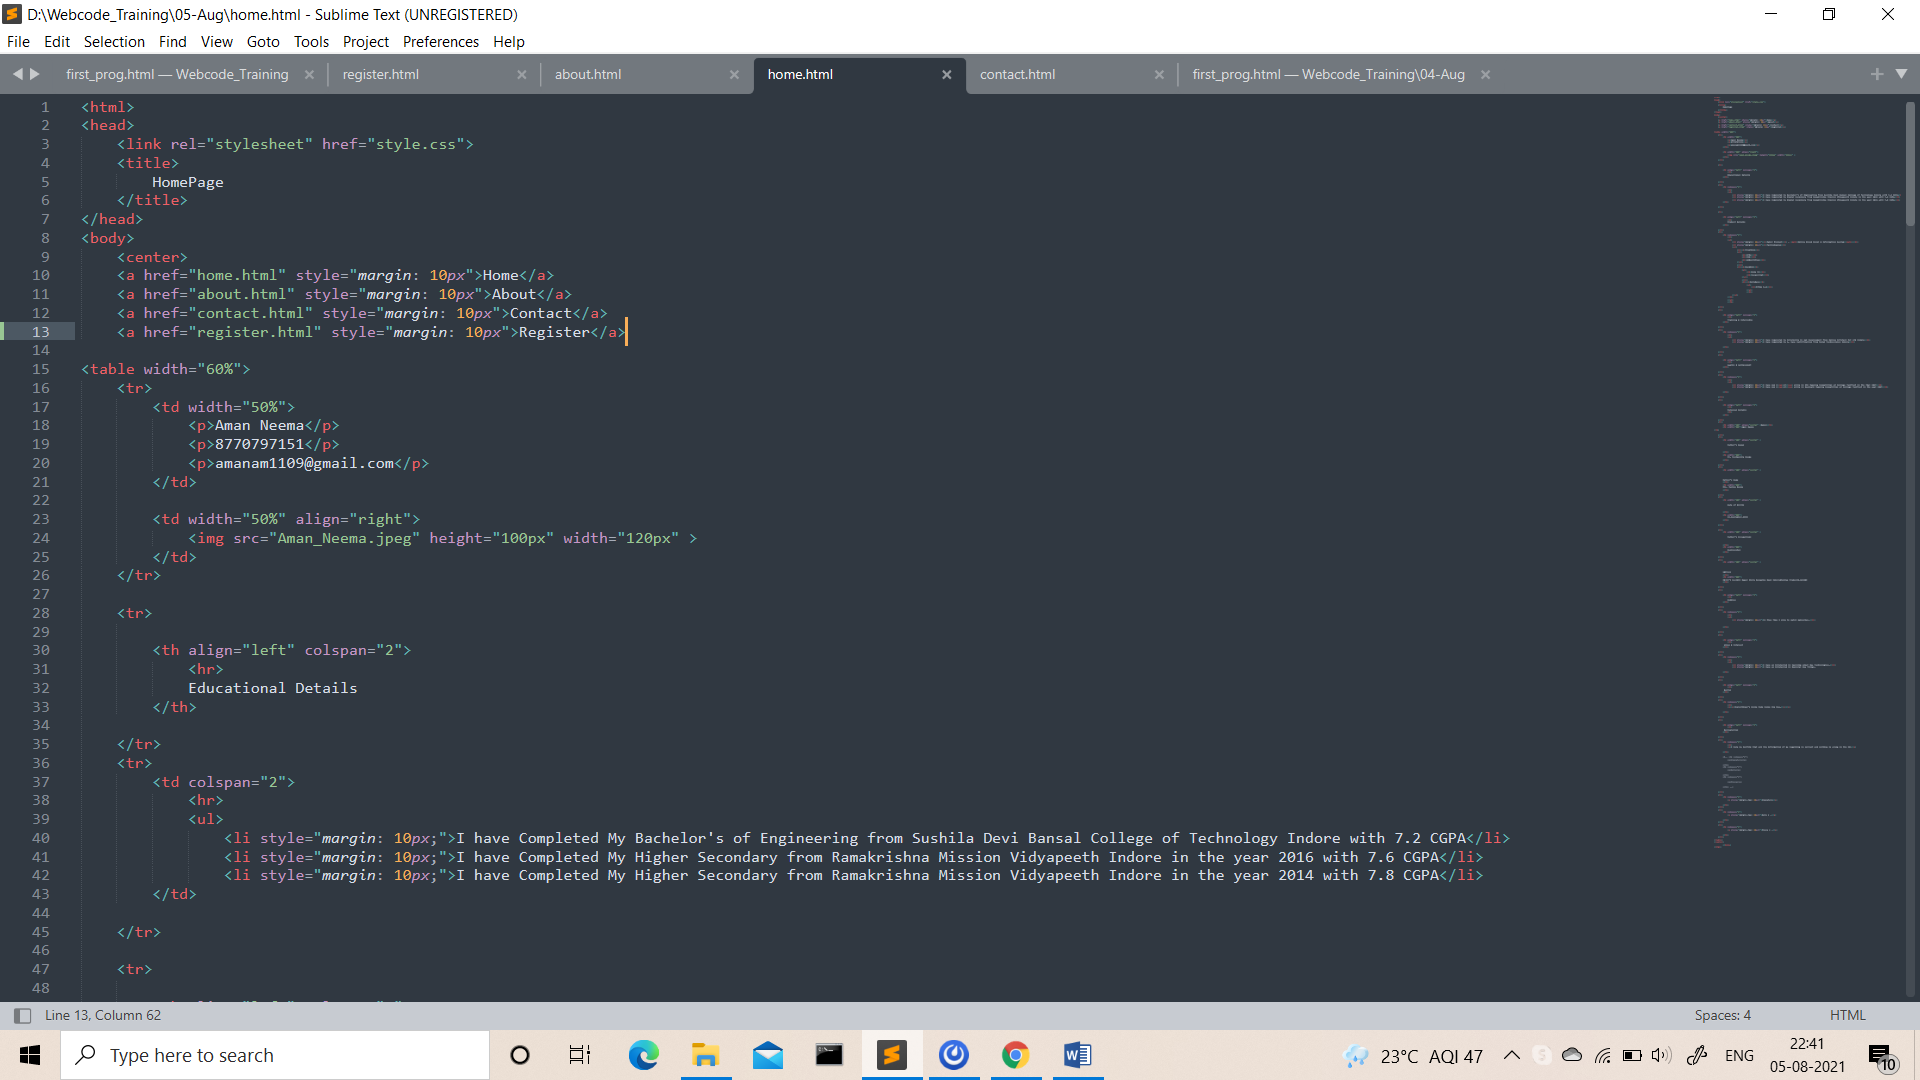 D:\Webcode_Training\05-Aug\home.html - Sublime Text (UNREGISTERED)
File Edit Selection Find View Goto Tools Project Preferences Help
first_prog.html — Webcode_Training register.html about.html home.html contact.html first_prog.html — Webcode_Training\04-Aug
1 <html>
2 <head>
3 <link rel="stylesheet" href="style.css">
4 <title>
5 HomePage
6 </title>
7 </head>
8 <body>
9 <center>
10 <a href="home.html" style="margin: 10px">Home</a>
11 <a href="about.html" style="margin: 10px">About</a>
12 <a href="contact.html" style="margin: 10px">Contact</a>
13 <a href="register.html" style="margin: 10px">Register</a>
14
15 <table width="60%">
16 <tr>
17 <td width="50%">
18 <p>Aman Neema</p>
19 <p>8770797151</p>
20 <p>amanam1109@gmail.com</p>
21 </td>
22
23 <td width="50%" align="right">
24 <img src="Aman_Neema.jpeg" height="100px" width="120px" >
25 </td>
26 </tr>
27
28 <tr>
29
30 <th align="left" colspan="2">
31 <hr>
32 Educational Details
33 </th>
34
35 </tr>
36 <tr>
37 <td colspan="2">
38 <hr>
39 <ul>
40 <li style="margin: 10px;">I have Completed My Bachelor's of Engineering from Sushila Devi Bansal College of Technology Indore with 7.2 CGPA</li>
41 <li style="margin: 10px;">I have Completed My Higher Secondary from Ramakrishna Mission Vidyapeeth Indore in the year 2016 with 7.6 CGPA</li>
42 <li style="margin: 10px;">I have Completed My Higher Secondary from Ramakrishna Mission Vidyapeeth Indore in the year 2014 with 7.8 CGPA</li>
43 </td>
44
45 </tr>
46
47 <tr>
48
Line 13, Column 62 Spaces: 4 HTML
Type here to search 23°C AQI 47 ENG 22:41
05-08-2021 10